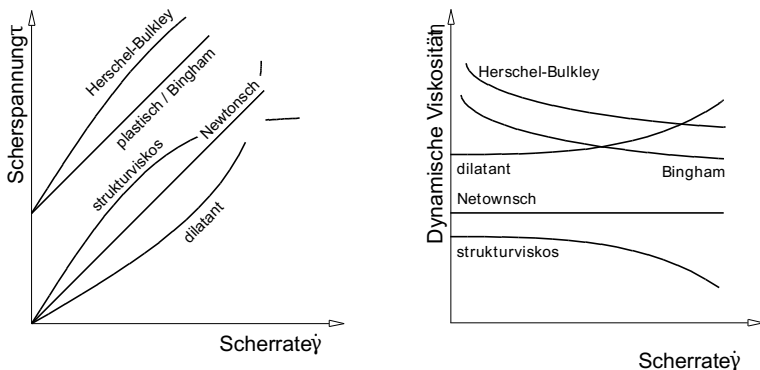 Scherspannungτ
Herschel-Bulkley
plastisch / Bingham
Newtonsch
strukturviskos
dilatant
Scherrateγ̇
Dynamische Viskositätη
Herschel-Bulkley
dilatant
Bingham
Netownsch
strukturviskos
Scherrateγ̇